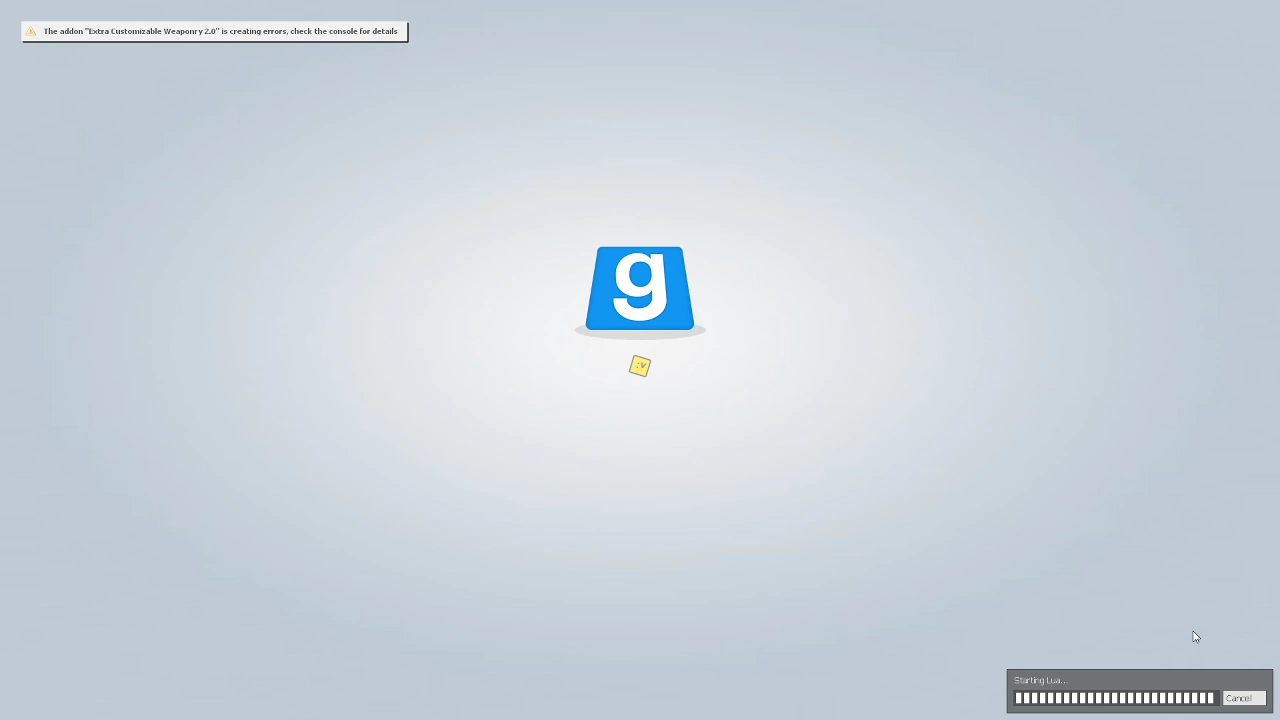 The addon "Extra Customizable Weaponry 2.0" is creating errors, check the console for details
g
:v
Starting Lua...
Cancel